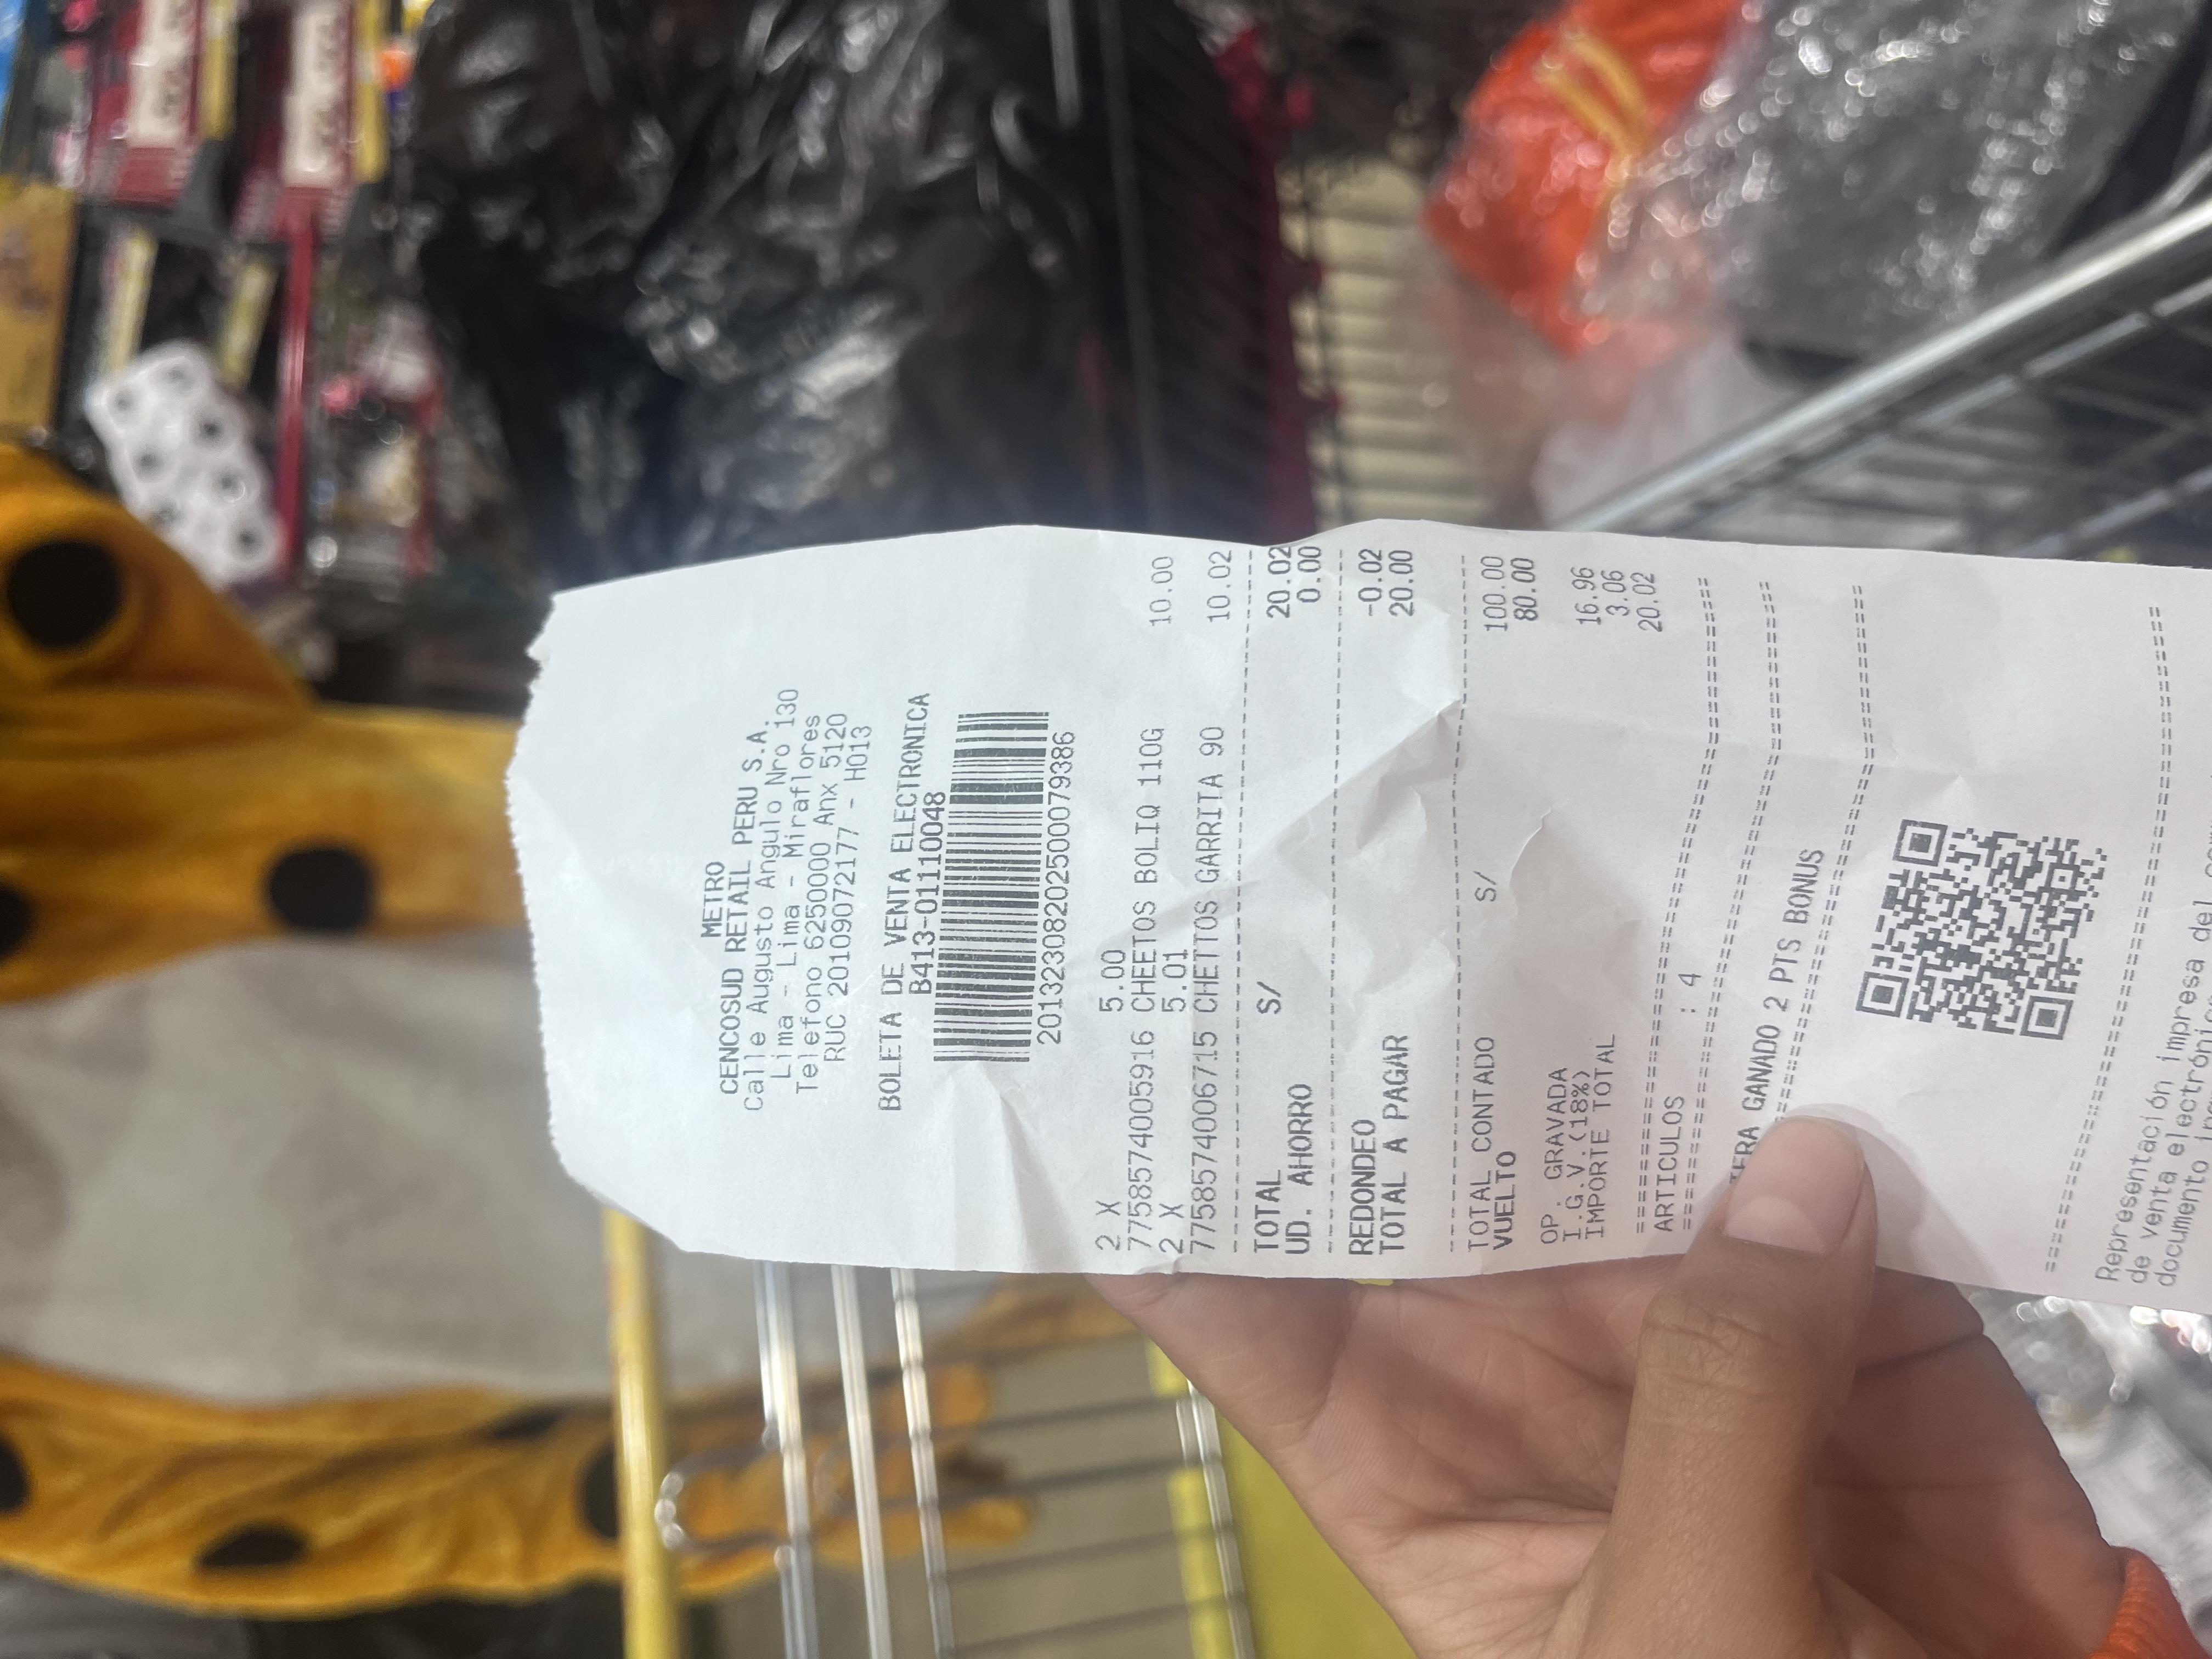 METRO
CENCOSUD RETAIL PERU S.A.
Calle Augusto Angulo Nro 130
Lima - Lima - Miraflores
Telefono 6250000 Anx 5120
RUC 20109072177 - H013
BOLETA DE VENTA ELECTRONICA
B413-01110048
20132308202500079386
2 X 5.00
7758574005916 CHEETOS BOLIQ 110G 10.00
2 X 5.01
7758574006715 CHETTOS GARRITA 90 10.02
TOTAL S/ 20.02
UD. AHORRO 0.00
REDONDEO -0.02
TOTAL A PAGAR 20.00
TOTAL CONTADO S/ 100.00
VUELTO 80.00
OP. GRAVADA 16.96
I.G.V.(18%) 3.06
IMPORTE TOTAL 20.02
ARTICULOS : 4
GANADO 2 PTS BONUS
Representación impresa del
de venta
documento